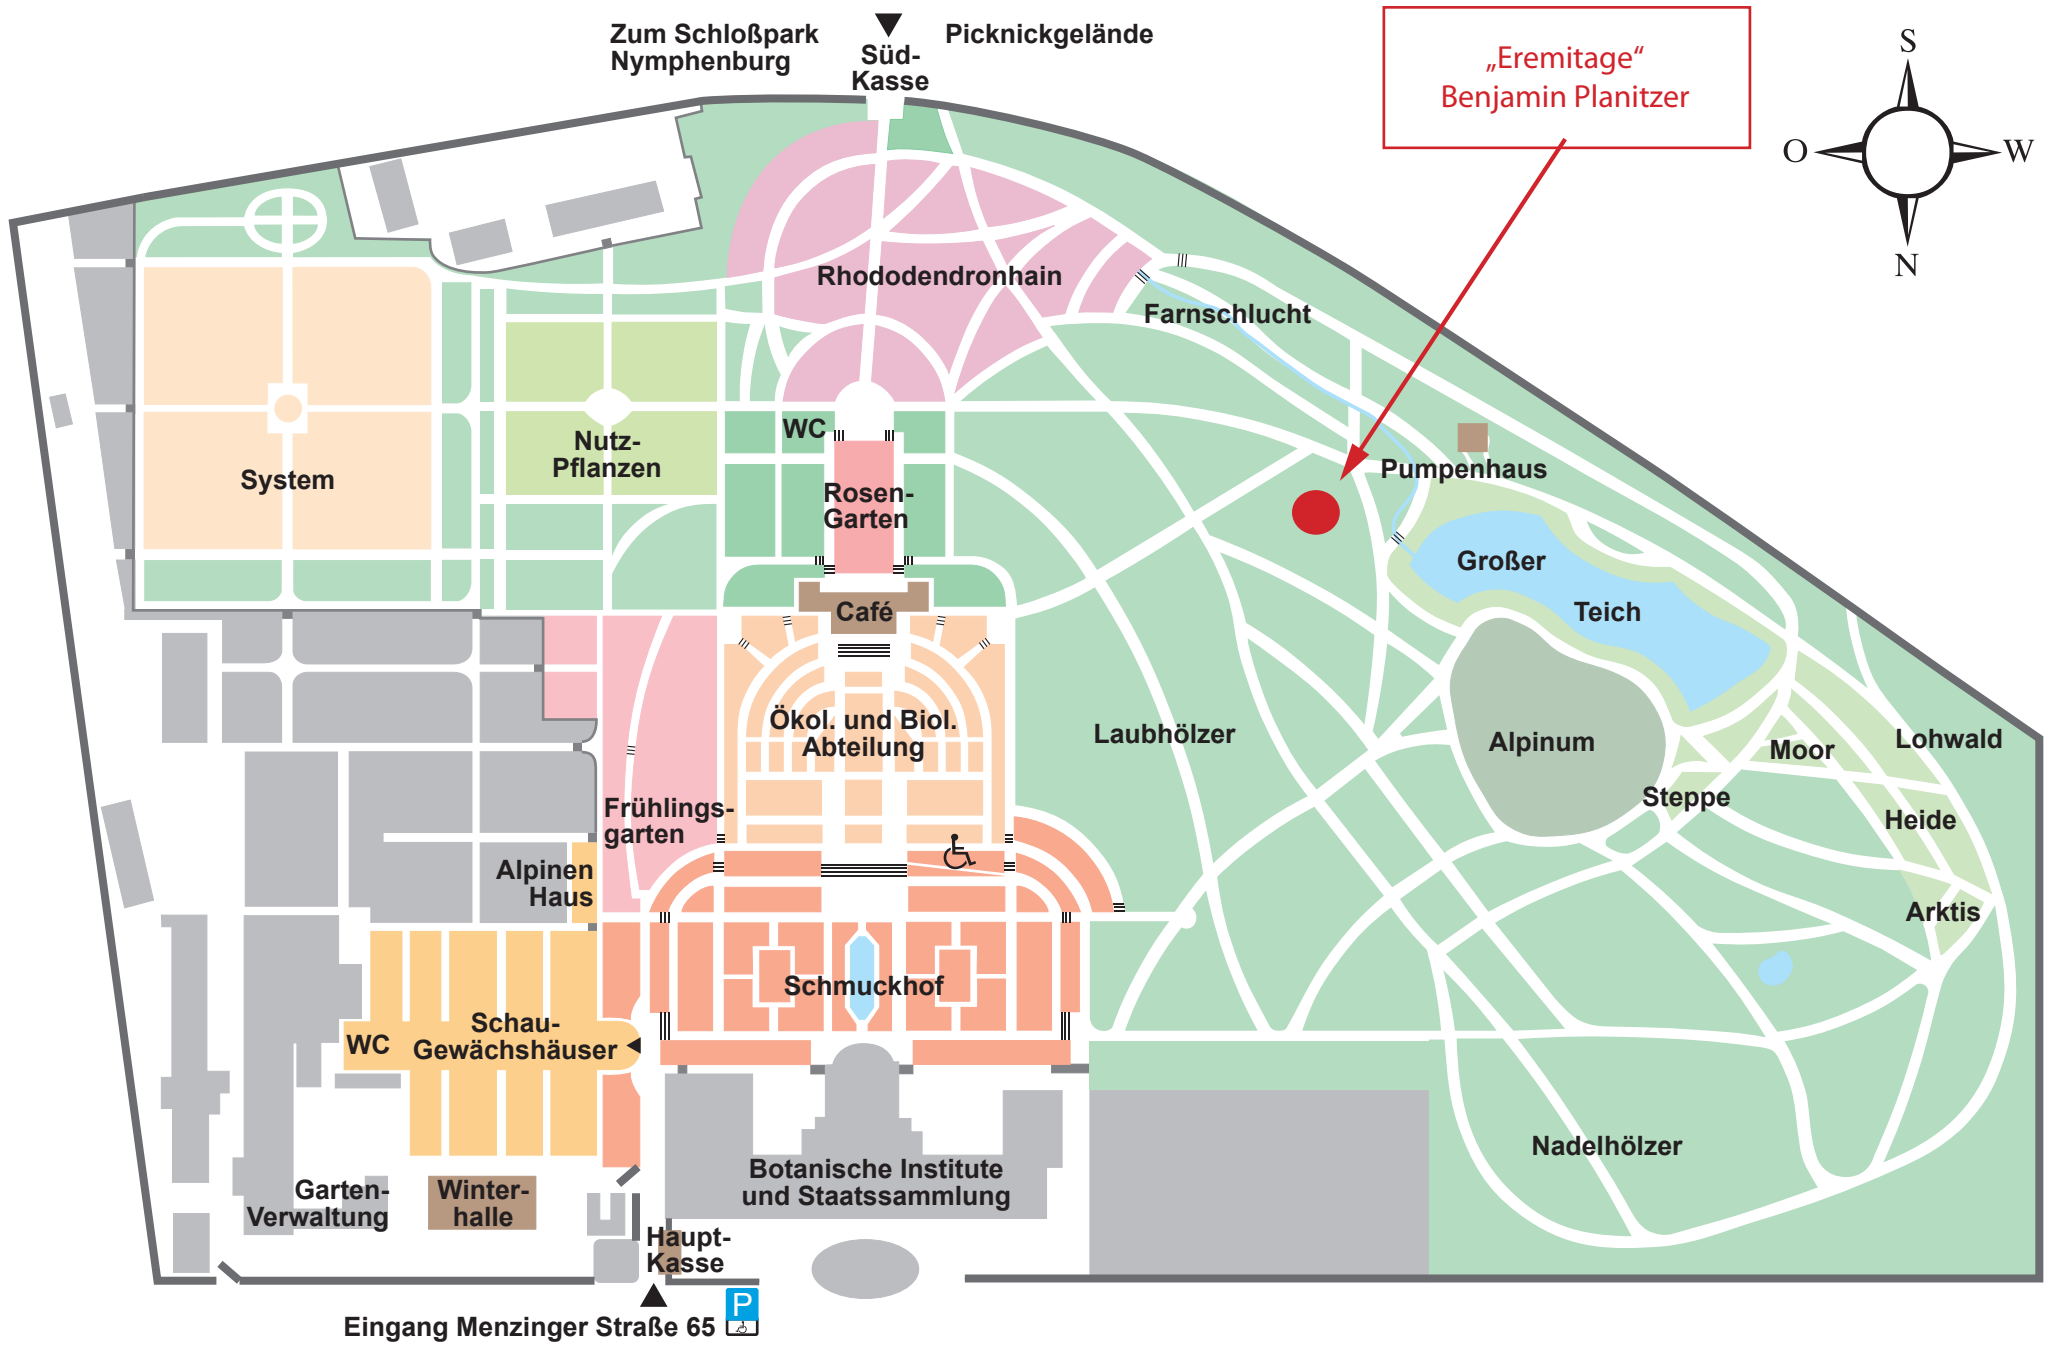 Zum Schloßpark
Nymphenburg
Süd-
Kasse
Picknickgelände
„Eremitage“
Benjamin Planitzer
S
O
W
N
Rhododendronhain
Farnschlucht
WC
Nutz-
Pflanzen
System
Rosen-
Garten
Pumpenhaus
Großer
Teich
Café
Ökol. und Biol.
Abteilung
Laubhölzer
Alpinum
Moor
Lohwald
Steppe
Heide
Frühlings-
garten
Alpinen
Haus
Arktis
Schmuckhof
Schau-
Gewächshäuser
WC
Nadelhölzer
Botanische Institute
und Staatssammlung
Garten-
Verwaltung
Winter-
halle
Haupt-
Kasse
P
Eingang Menzinger Straße 65